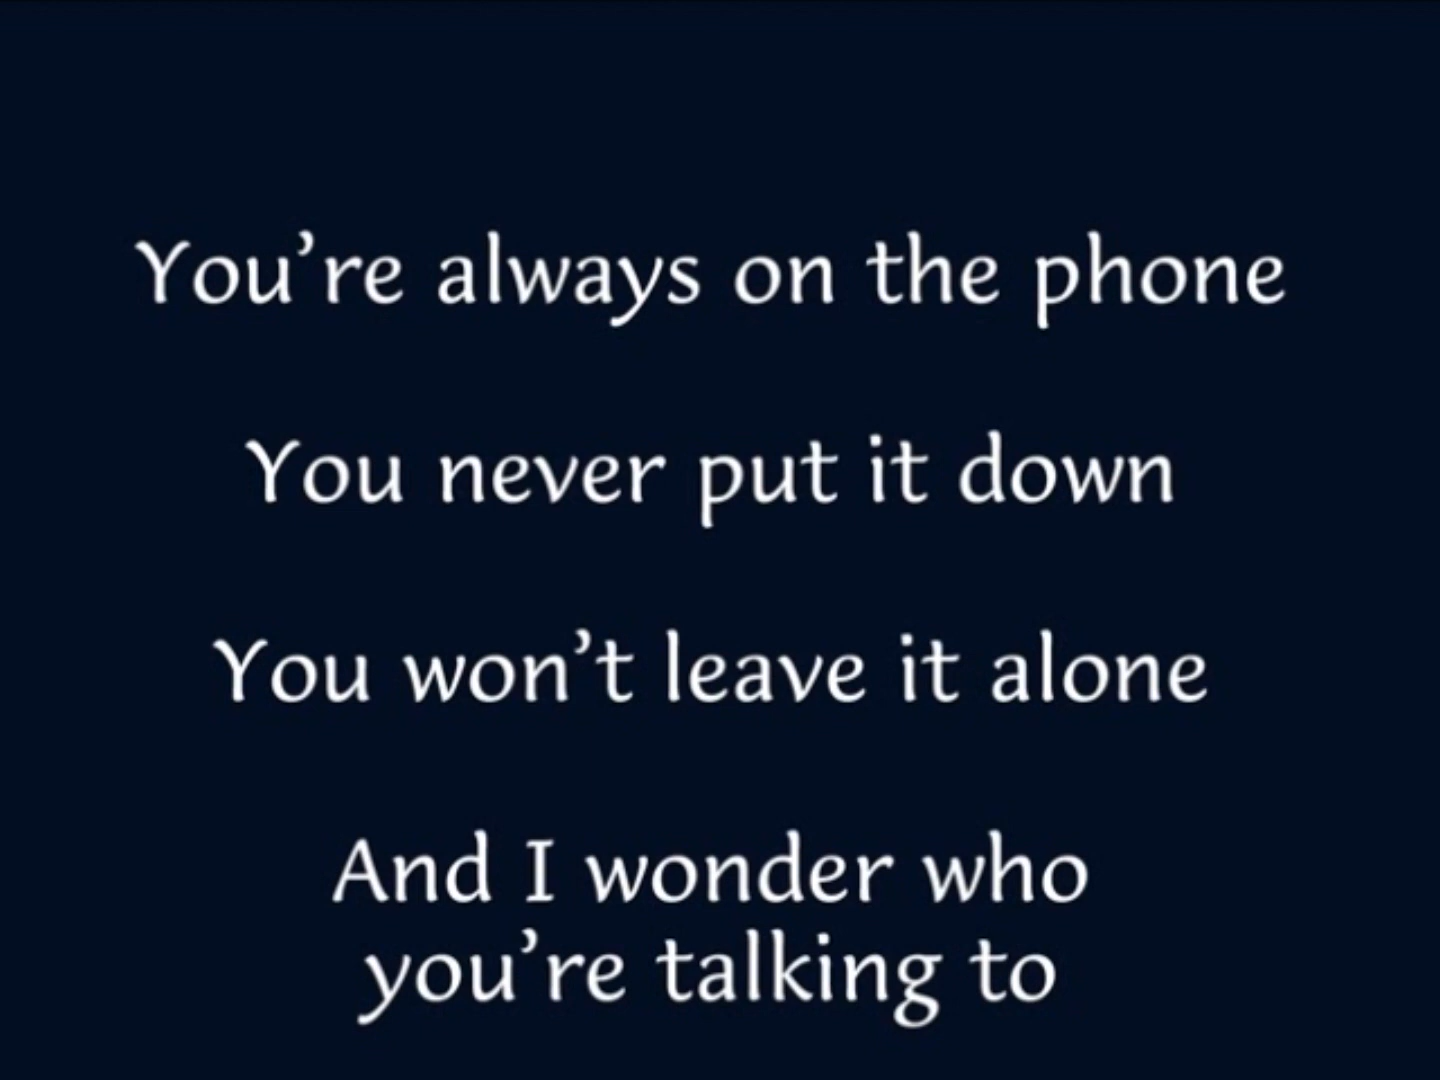 You’re always on the phone
You never put it down
You won’t leave it alone
And I wonder who
you’re talking to